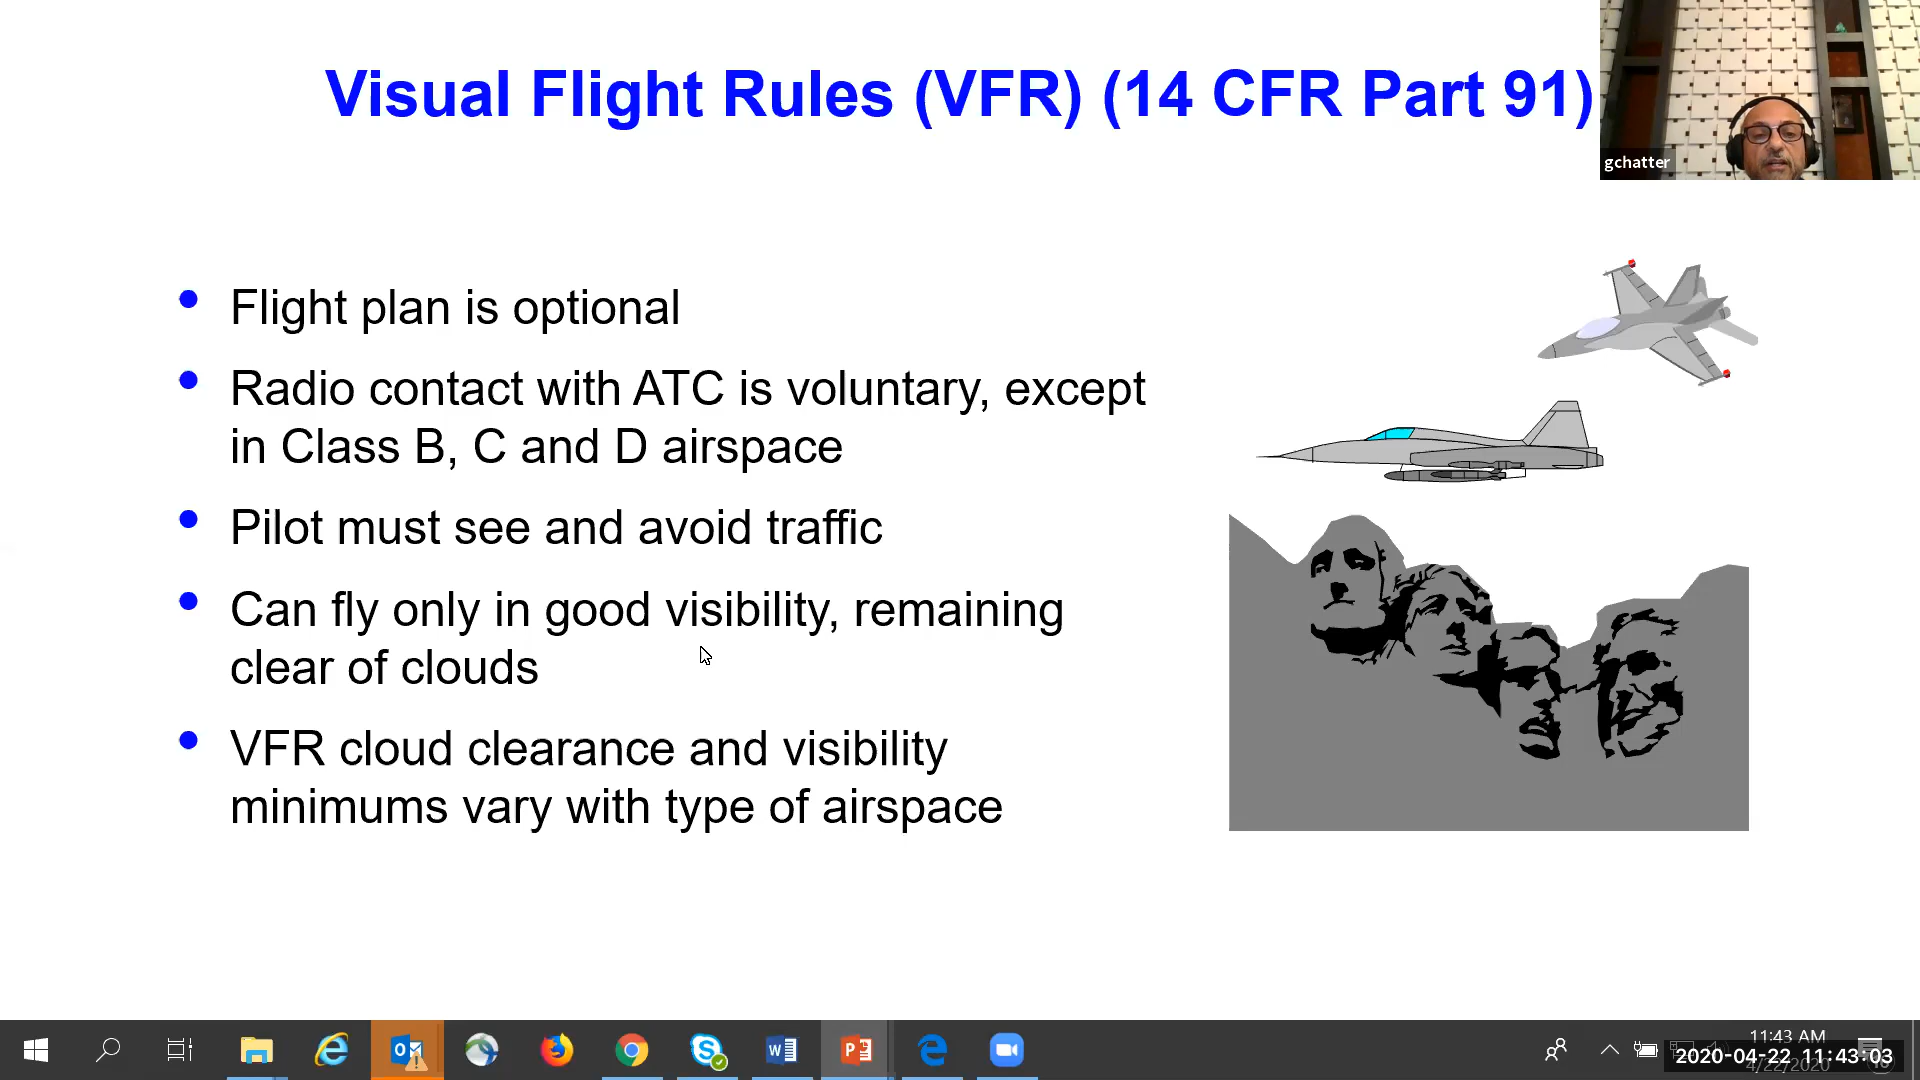 Visual Flight Rules (VFR) (14 CFR Part 91)
gchatter
Flight plan is optional
Radio contact with ATC is voluntary, except
in Class B, C and D airspace
Pilot must see and avoid traffic
Can fly only in good visibility, remaining
clear of clouds
VFR cloud clearance and visibility
minimums vary with type of airspace
11:43 AM
2020-04-22 11:43:03
4/22/2020